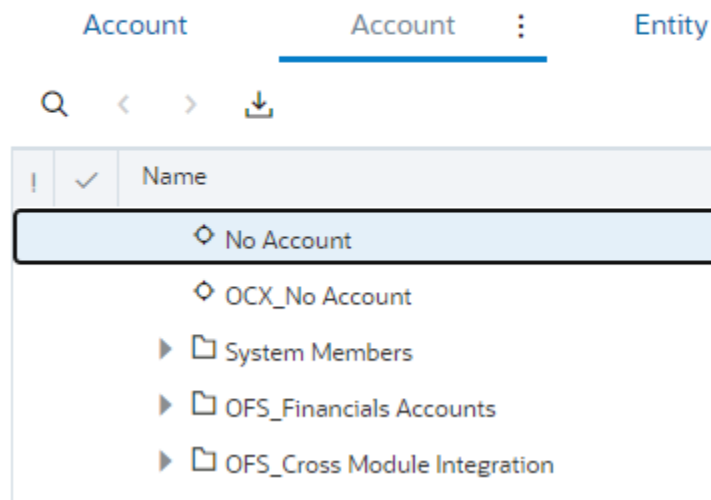 Account Account Entity
! Name
No Account
OCX_No Account
System Members
OFS_Financials Accounts
OFS_Cross Module Integration